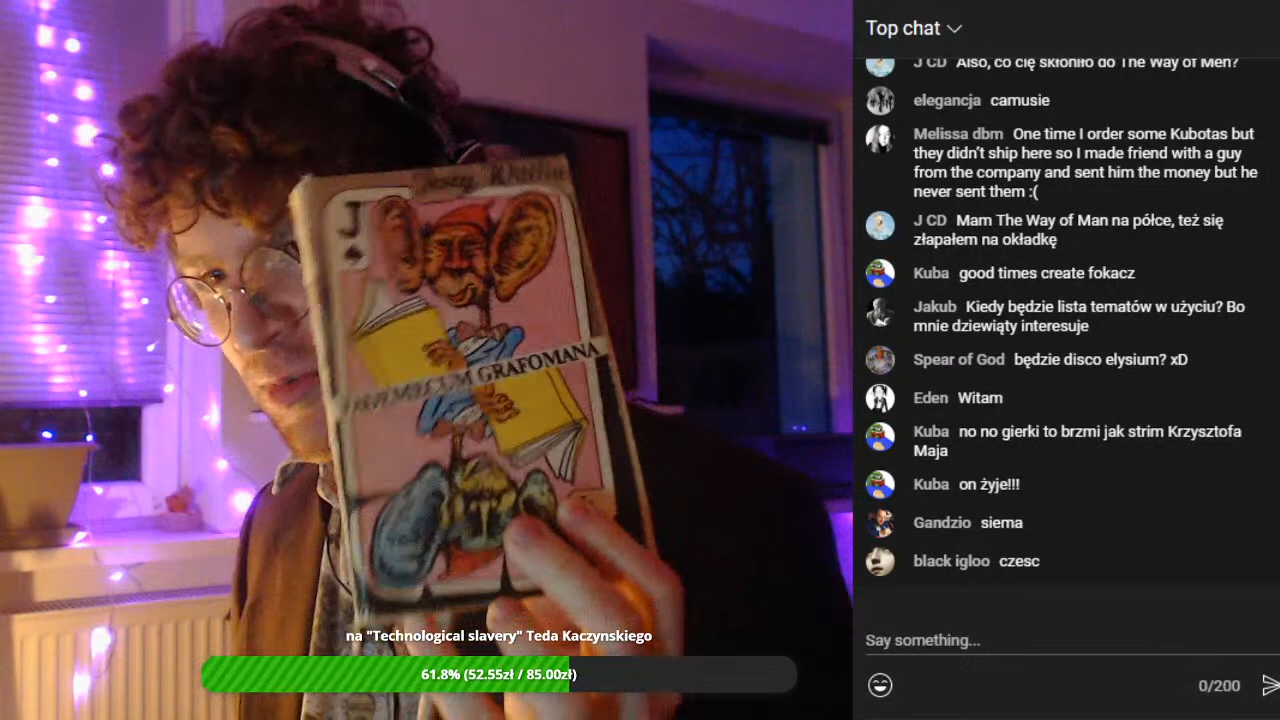 J
VADEMECUM GRAFOMANA
na "Technological slavery" Teda Kaczynskiego
61.8% (52.55zł / 85.00zł)
Top chat
J CD Also, co cię skłoniło do The Way of Men?
elegancja camusie
Melissa dbm One time I order some Kubotas but
they didn't ship here so I made friend with a guy
from the company and sent him the money but he
never sent them :(
J CD Mam The Way of Man na półce, też się
złapałem na okładkę
Kuba good times create fokacz
Jakub Kiedy będzie lista tematów w użyciu? Bo
mnie dziewiąty interesuje
Spear of God będzie disco elysium? xD
Eden Witam
Kuba no no gierki to brzmi jak strim Krzysztofa
Maja
Kuba on żyje!!!
Gandzio siema
black igloo czesc
Say something...
0/200